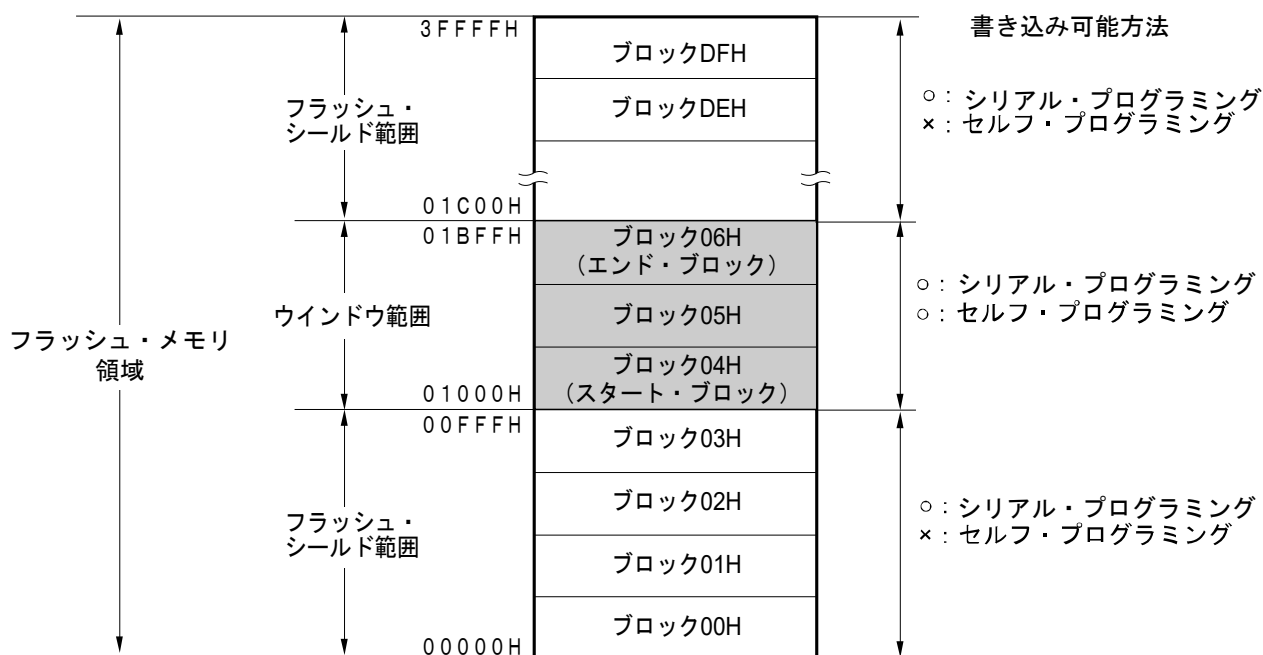 書き込み可能方法
3FFFFH
ブロックDFH
ブロックDEH
フラッシュ・
シールド範囲
○：シリアル・プログラミング
×：セルフ・プログラミング
01C00H
01BFFH
ブロック06H
（エンド・ブロック）
ウインドウ範囲
ブロック05H
○：シリアル・プログラミング
○：セルフ・プログラミング
フラッシュ・メモリ
領域
ブロック04H
（スタート・ブロック）
01000H
00FFFH
ブロック03H
ブロック02H
フラッシュ・
シールド範囲
○：シリアル・プログラミング
×：セルフ・プログラミング
ブロック01H
ブロック00H
00000H